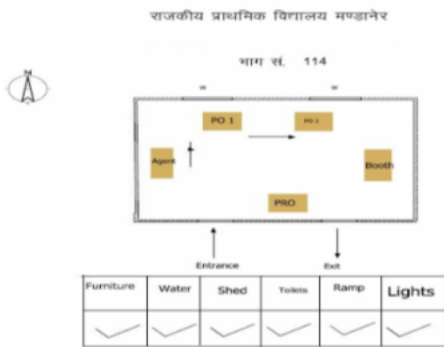 राजकीय प्राथमिक विद्यालय मण्डानेर
भाग सं. 114
N
w w
PO 1 PO 2
Agent Booth
PRO
Entrance Exit
Furniture Water Shed Toilets Ramp Lights